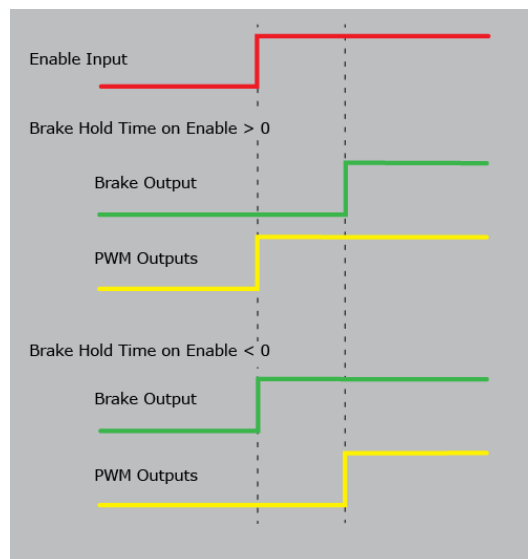 Enable Input
Brake Hold Time on Enable > 0
Brake Output
PWM Outputs
Brake Hold Time on Enable < 0
Brake Output
PWM Outputs